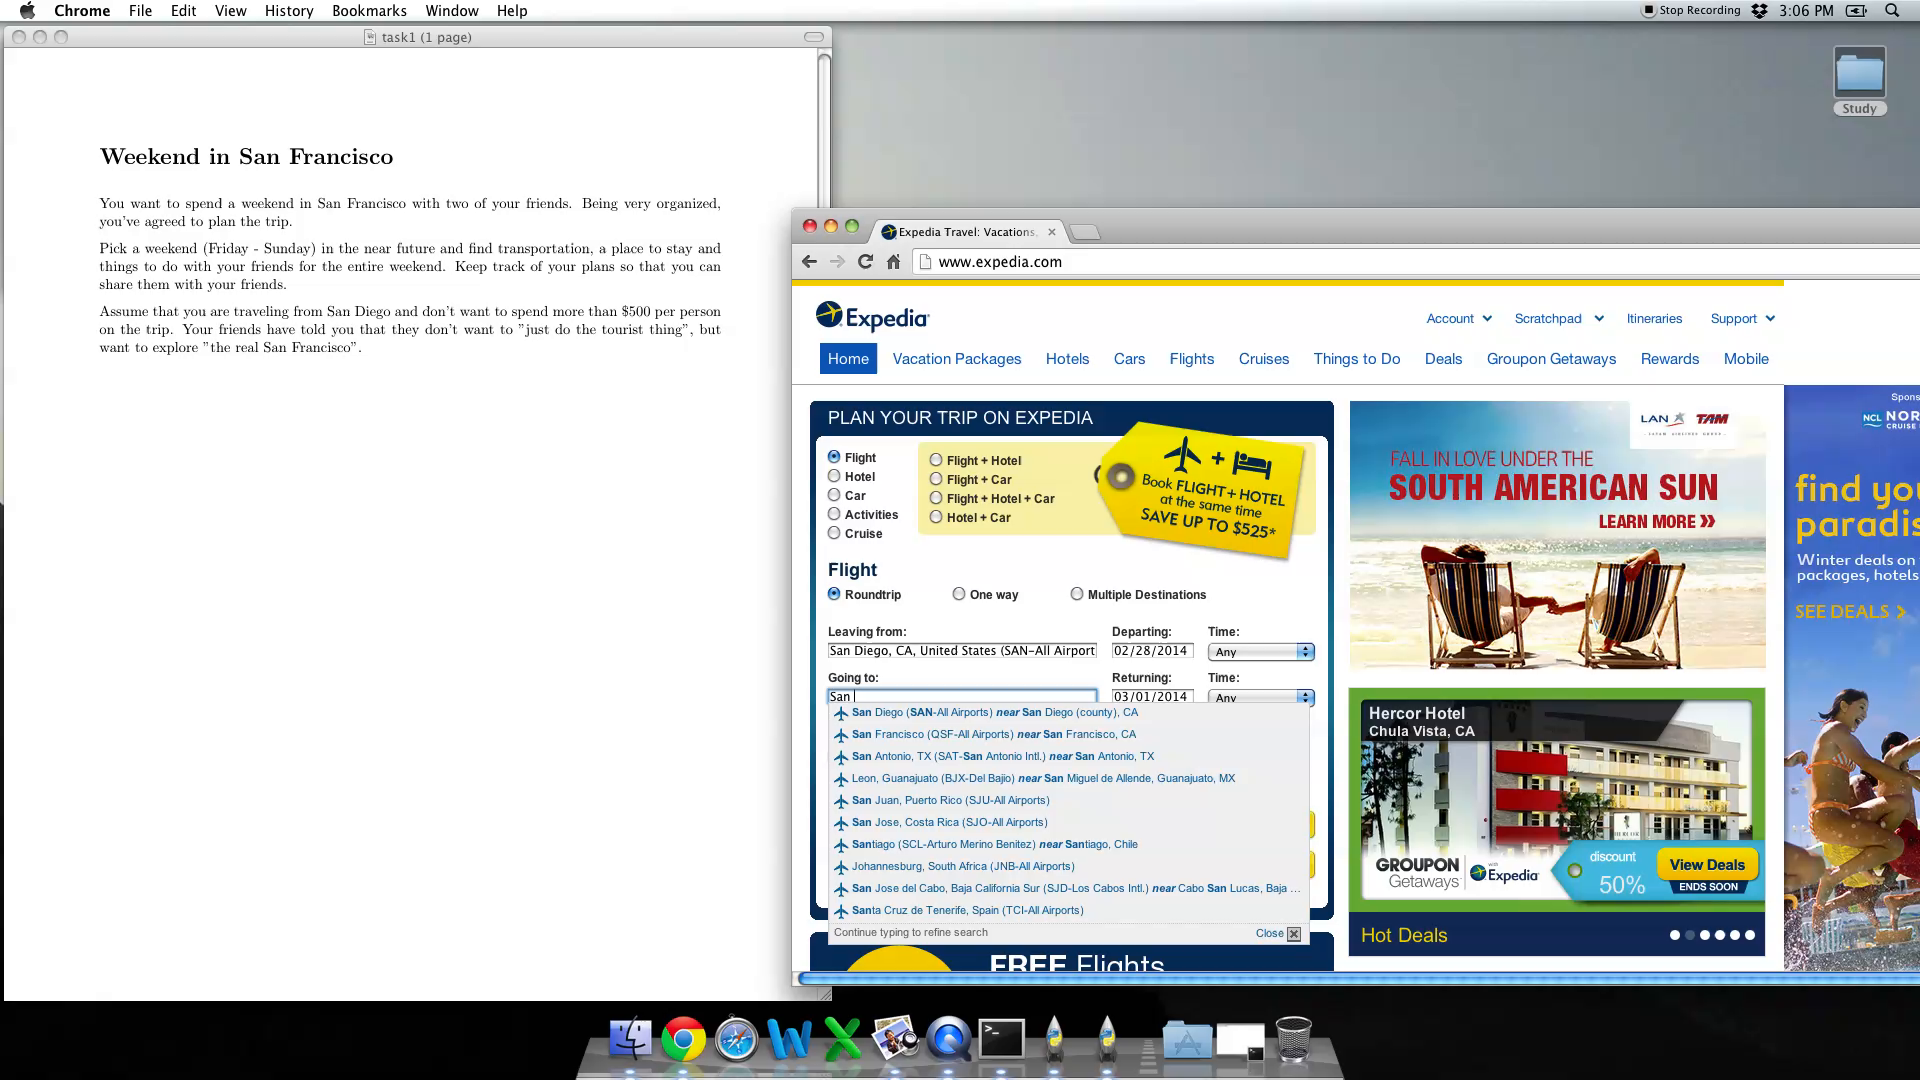 Chrome File Edit View History Bookmarks Window Help
Stop Recording 3:06 PM
task1 (1 page)
Study
Weekend in San Francisco
You want to spend a weekend in San Francisco with two of your friends. Being very organized,
you've agreed to plan the trip.
Pick a weekend (Friday - Sunday) in the near future and find transportation, a place to stay and
things to do with your friends for the entire weekend. Keep track of your plans so that you can
share them with your friends.
Assume that you are traveling from San Diego and don't want to spend more than $500 per person
on the trip. Your friends have told you that they don't want to "just do the tourist thing", but
want to explore "the real San Francisco".
Expedia Travel: Vacations,
www.expedia.com
Expedia
Account Scratchpad Itineraries Support
Home Vacation Packages Hotels Cars Flights Cruises Things to Do Deals Groupon Getaways Rewards Mobile
PLAN YOUR TRIP ON EXPEDIA
Flight
Hotel
Car
Activities
Cruise
Flight + Hotel
Flight + Car
Flight + Hotel + Car
Hotel + Car
Book FLIGHT+HOTEL
at the same time
SAVE UP TO $525*
Flight
Roundtrip One way Multiple Destinations
Leaving from: Departing: Time:
San Diego, CA, United States (SAN-All Airport 02/28/2014 Any
Going to: Returning: Time:
San 03/01/2014 Any
San Diego (SAN-All Airports) near San Diego (county), CA
San Francisco (QSF-All Airports) near San Francisco, CA
San Antonio, TX (SAT-San Antonio Intl.) near San Antonio, TX
Leon, Guanajuato (BJX-Del Bajio) near San Miguel de Allende, Guanajuato, MX
San Juan, Puerto Rico (SJU-All Airports)
San Jose, Costa Rica (SJO-All Airports)
Santiago (SCL-Arturo Merino Benitez) near Santiago, Chile
Johannesburg, South Africa (JNB-All Airports)
San Jose del Cabo, Baja California Sur (SJD-Los Cabos Intl.) near Cabo San Lucas, Baja ...
Santa Cruz de Tenerife, Spain (TCI-All Airports)
Continue typing to refine search Close
FREE Flights
LAN TAM
FALL IN LOVE UNDER THE
SOUTH AMERICAN SUN
LEARN MORE »
Hercor Hotel
Chula Vista, CA
GROUPON
Getaways
with
Expedia
discount
50%
View Deals
ENDS SOON
Hot Deals
Spons
NCL NOR
CRUISE
find you
paradis
Winter deals on
packages, hotels
SEE DEALS >